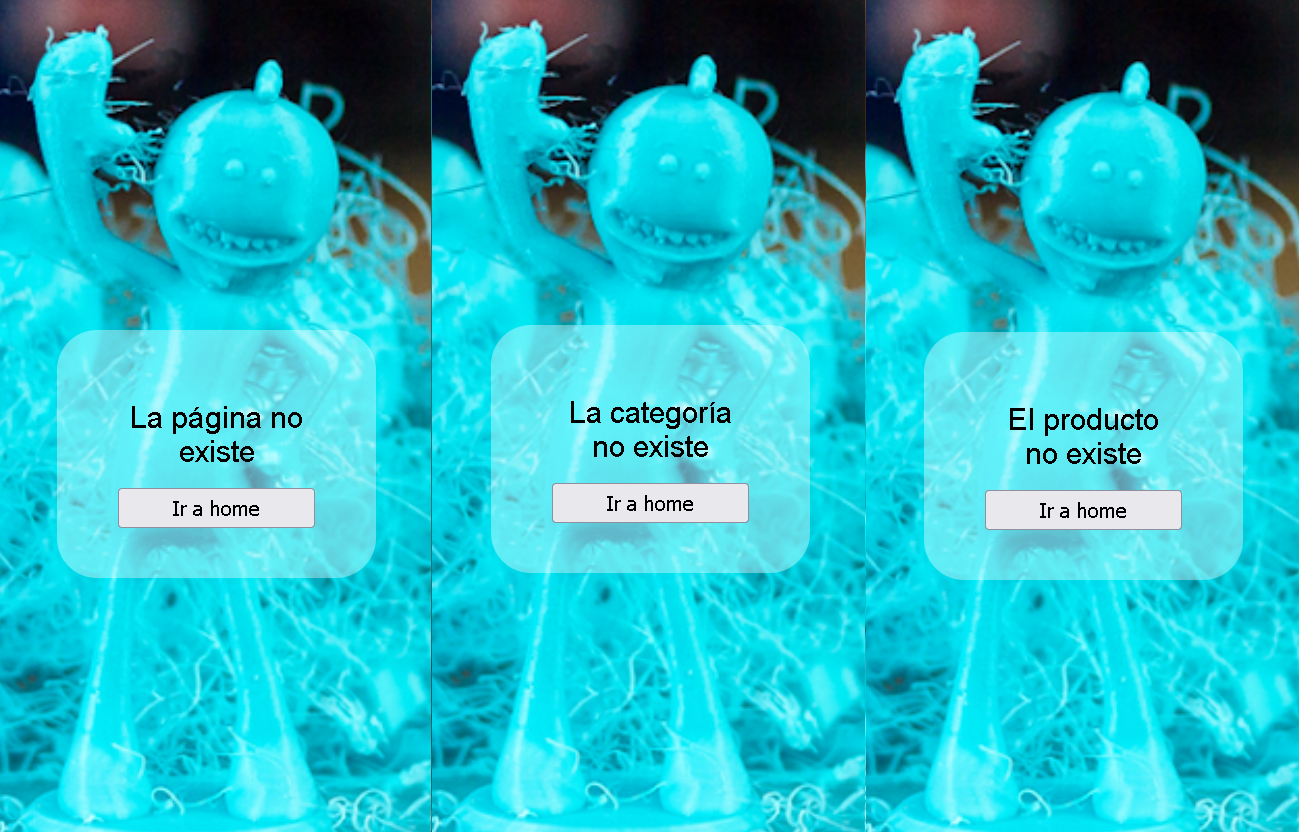 La página no
existe
Ir a home
La categoría
no existe
Ir a home
El producto
no existe
Ir a home